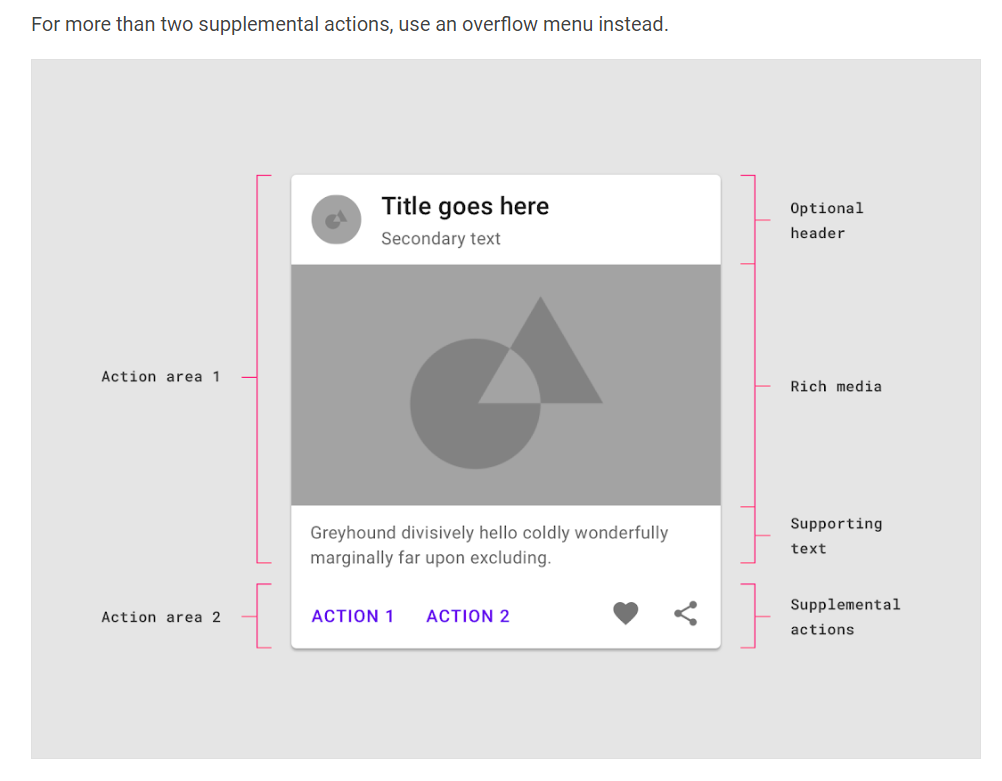 For more than two supplemental actions, use an overflow menu instead.
Title goes here
Secondary text
Optional
header
Action area 1
Rich media
Greyhound divisively hello coldly wonderfully
marginally far upon excluding.
Supporting
text
Action area 2
ACTION 1
ACTION 2
Supplemental
actions